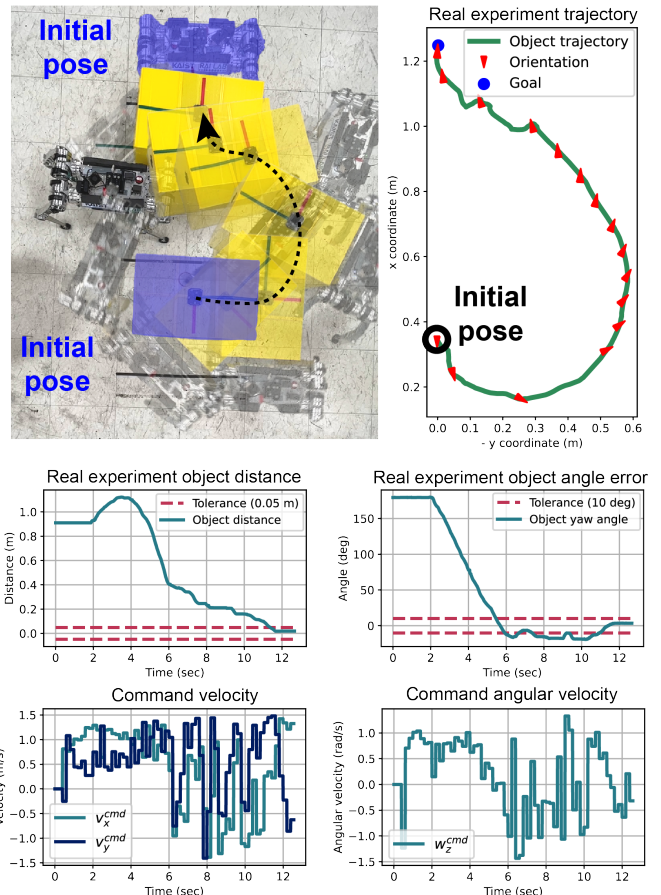 Initial
pose
Initial
pose
Real experiment trajectory
Object trajectory
Orientation
Goal
1.2
1.0
0.8
0.6
0.4
0.2
x coordinate (m)
Initial
pose
0.0 0.1 0.2 0.3 0.4 0.5 0.6
- y coordinate (m)
Real experiment object distance
Tolerance (0.05 m)
Object distance
1.0
0.8
0.6
0.4
0.2
0.0
Distance (m)
0 2 4 6 8 10 12
Time (sec)
Real experiment object angle error
Tolerance (10 deg)
Object yaw angle
150
100
50
0
Angle (deg)
0 2 4 6 8 10 12
Time (sec)
Command velocity
1.5
1.0
0.5
0.0
−0.5
−1.0
−1.5
v_x^cmd
v_y^cmd
0 2 4 6 8 10 12
Time (sec)
Command angular velocity
1.0
0.5
0.0
−0.5
−1.0
−1.5
Angular velocity (rad/s)
w_z^cmd
0 2 4 6 8 10 12
Time (sec)